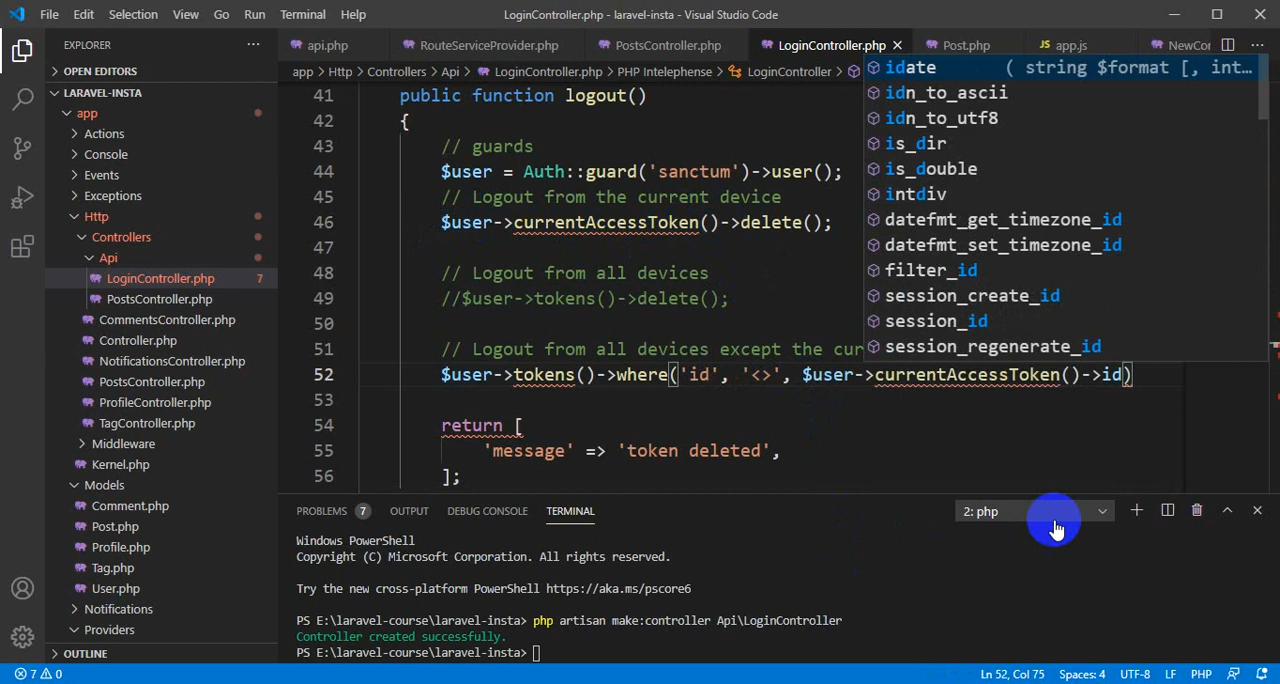 File Edit Selection View Go Run Terminal Help LoginController.php - laravel-insta - Visual Studio Code
EXPLORER ···
api.php RouteServiceProvider.php PostsController.php LoginController.php × Post.php JS app.js NewCor ···
OPEN EDITORS
LARAVEL-INSTA
app
Actions
Console
Events
Exceptions
Http
Controllers
Api
LoginController.php 7
PostsController.php
CommentsController.php
Controller.php
NotificationsController.php
PostsController.php
ProfileController.php
TagController.php
Middleware
Kernel.php
Models
Comment.php
Post.php
Profile.php
Tag.php
User.php
Notifications
Providers
OUTLINE
app > Http > Controllers > Api > LoginController.php > PHP Intelephense > LoginController >
41 public function logout()
42 {
43 // guards
44 $user = Auth::guard('sanctum')->user();
45 // Logout from the current device
46 $user->currentAccessToken()->delete();
47
48 // Logout from all devices
49 //$user->tokens()->delete();
50
51 // Logout from all devices except the cur
52 $user->tokens()->where('id', '<>', $user->currentAccessToken()->id)
53
54 return [
55 'message' => 'token deleted',
56 ];
idate ( string $format [, int...
idn_to_ascii
idn_to_utf8
is_dir
is_double
intdiv
datefmt_get_timezone_id
datefmt_set_timezone_id
filter_id
session_create_id
session_id
session_regenerate_id
PROBLEMS 7 OUTPUT DEBUG CONSOLE TERMINAL 2: php
Windows PowerShell
Copyright (C) Microsoft Corporation. All rights reserved.
Try the new cross-platform PowerShell https://aka.ms/pscore6
PS E:\laravel-course\laravel-insta> php artisan make:controller Api\LoginController
Controller created successfully.
PS E:\laravel-course\laravel-insta>
7 0 Ln 52, Col 75 Spaces: 4 UTF-8 LF PHP